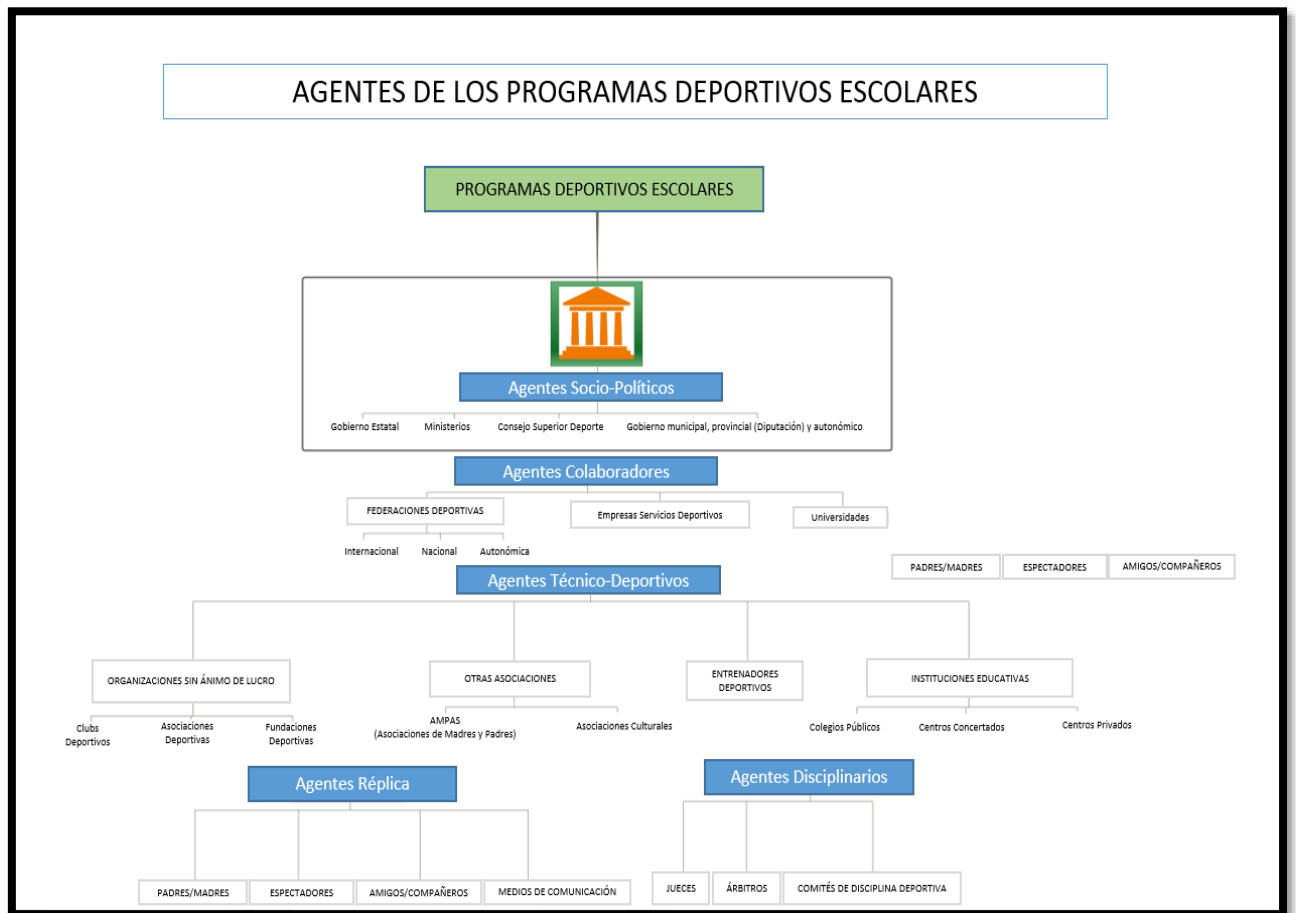 AGENTES DE LOS PROGRAMAS DEPORTIVOS ESCOLARES
PROGRAMAS DEPORTIVOS ESCOLARES
Agentes Socio-Políticos
Gobierno Estatal
Ministerios
Consejo Superior Deporte
Gobierno municipal, provincial (Diputación) y autonómico
Agentes Colaboradores
FEDERACIONES DEPORTIVAS
Empresas Servicios Deportivos
Universidades
Internacional
Nacional
Autonómica
PADRES/MADRES
ESPECTADORES
AMIGOS/COMPAÑEROS
Agentes Técnico-Deportivos
ORGANIZACIONES SIN ÁNIMO DE LUCRO
OTRAS ASOCIACIONES
ENTRENADORES
DEPORTIVOS
INSTITUCIONES EDUCATIVAS
Clubs
Deportivos
Asociaciones
Deportivas
Fundaciones
Deportivas
AMPAS
(Asociaciones de Madres y Padres)
Asociaciones Culturales
Colegios Públicos
Centros Concertados
Centros Privados
Agentes Réplica
Agentes Disciplinarios
PADRES/MADRES
ESPECTADORES
AMIGOS/COMPAÑEROS
MEDIOS DE COMUNICACIÓN
JUECES
ÁRBITROS
COMITÉS DE DISCIPLINA DEPORTIVA